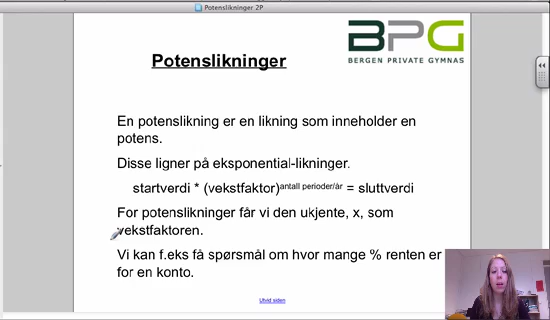 Potenslikninger 2P
BPG
BERGEN PRIVATE GYMNAS
Potenslikninger
En potenslikning er en likning som inneholder en
potens.
Disse ligner på eksponential-likninger.
startverdi * (vekstfaktor)antall perioder/år = sluttverdi
For potenslikninger får vi den ukjente, x, som
vekstfaktoren.
Vi kan f.eks få spørsmål om hvor mange % renten er
for en konto.
Utvid siden